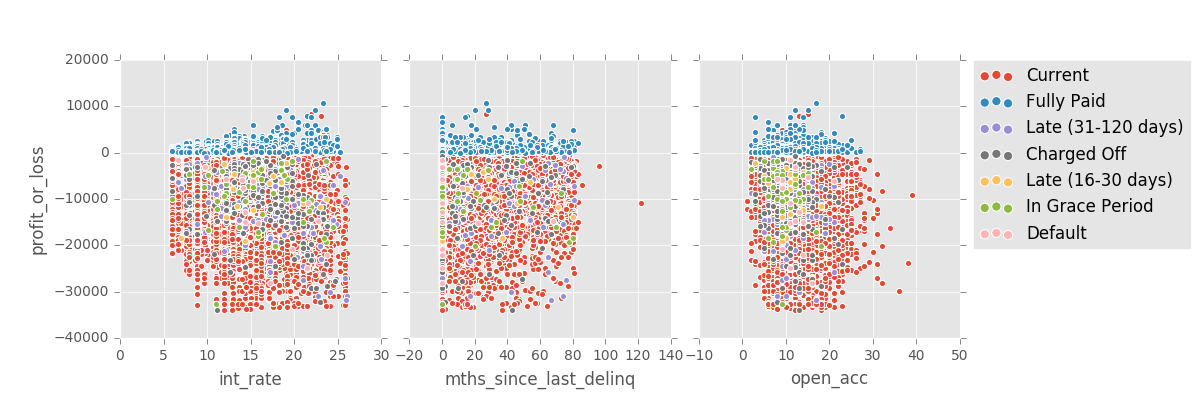 20000
10000
0
−10000
−20000
−30000
−40000
profit_or_loss
0 5 10 15 20 25 30
int_rate
−20 0 20 40 60 80 100 120 140
mths_since_last_delinq
−10 0 10 20 30 40 50
open_acc
Current
Fully Paid
Late (31-120 days)
Charged Off
Late (16-30 days)
In Grace Period
Default